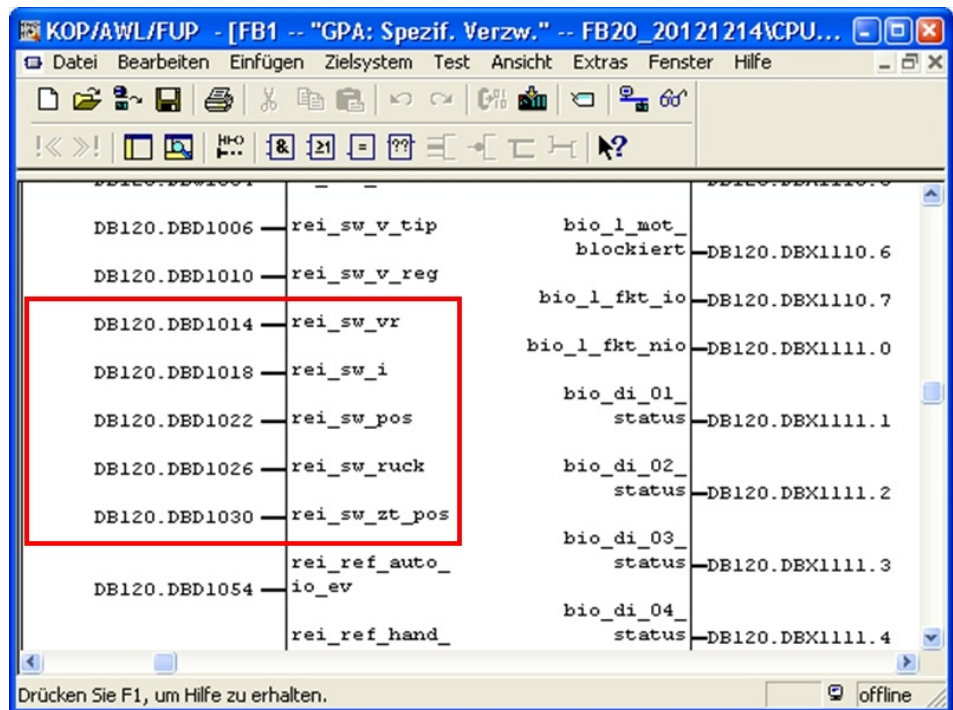 KOP/AWL/FUP - [FB1 -- "GPA: Spezif. Verzw." -- FB20_20121214\CPU...
Datei Bearbeiten Einfügen Zielsystem Test Ansicht Extras Fenster Hilfe
DB120.DBD1006
rei_sw_v_tip
DB120.DBD1010
rei_sw_v_reg
DB120.DBD1014
rei_sw_vr
DB120.DBD1018
rei_sw_i
DB120.DBD1022
rei_sw_pos
DB120.DBD1026
rei_sw_ruck
DB120.DBD1030
rei_sw_zt_pos
rei_ref_auto_
DB120.DBD1054
io_ev
rei_ref_hand_
bio_l_mot_
blockiert
DB120.DBX1110.6
bio_l_fkt_io
DB120.DBX1110.7
bio_l_fkt_nio
DB120.DBX1111.0
bio_di_01_
status
DB120.DBX1111.1
bio_di_02_
status
DB120.DBX1111.2
bio_di_03_
status
DB120.DBX1111.3
bio_di_04_
status
DB120.DBX1111.4
Drücken Sie F1, um Hilfe zu erhalten.
offline